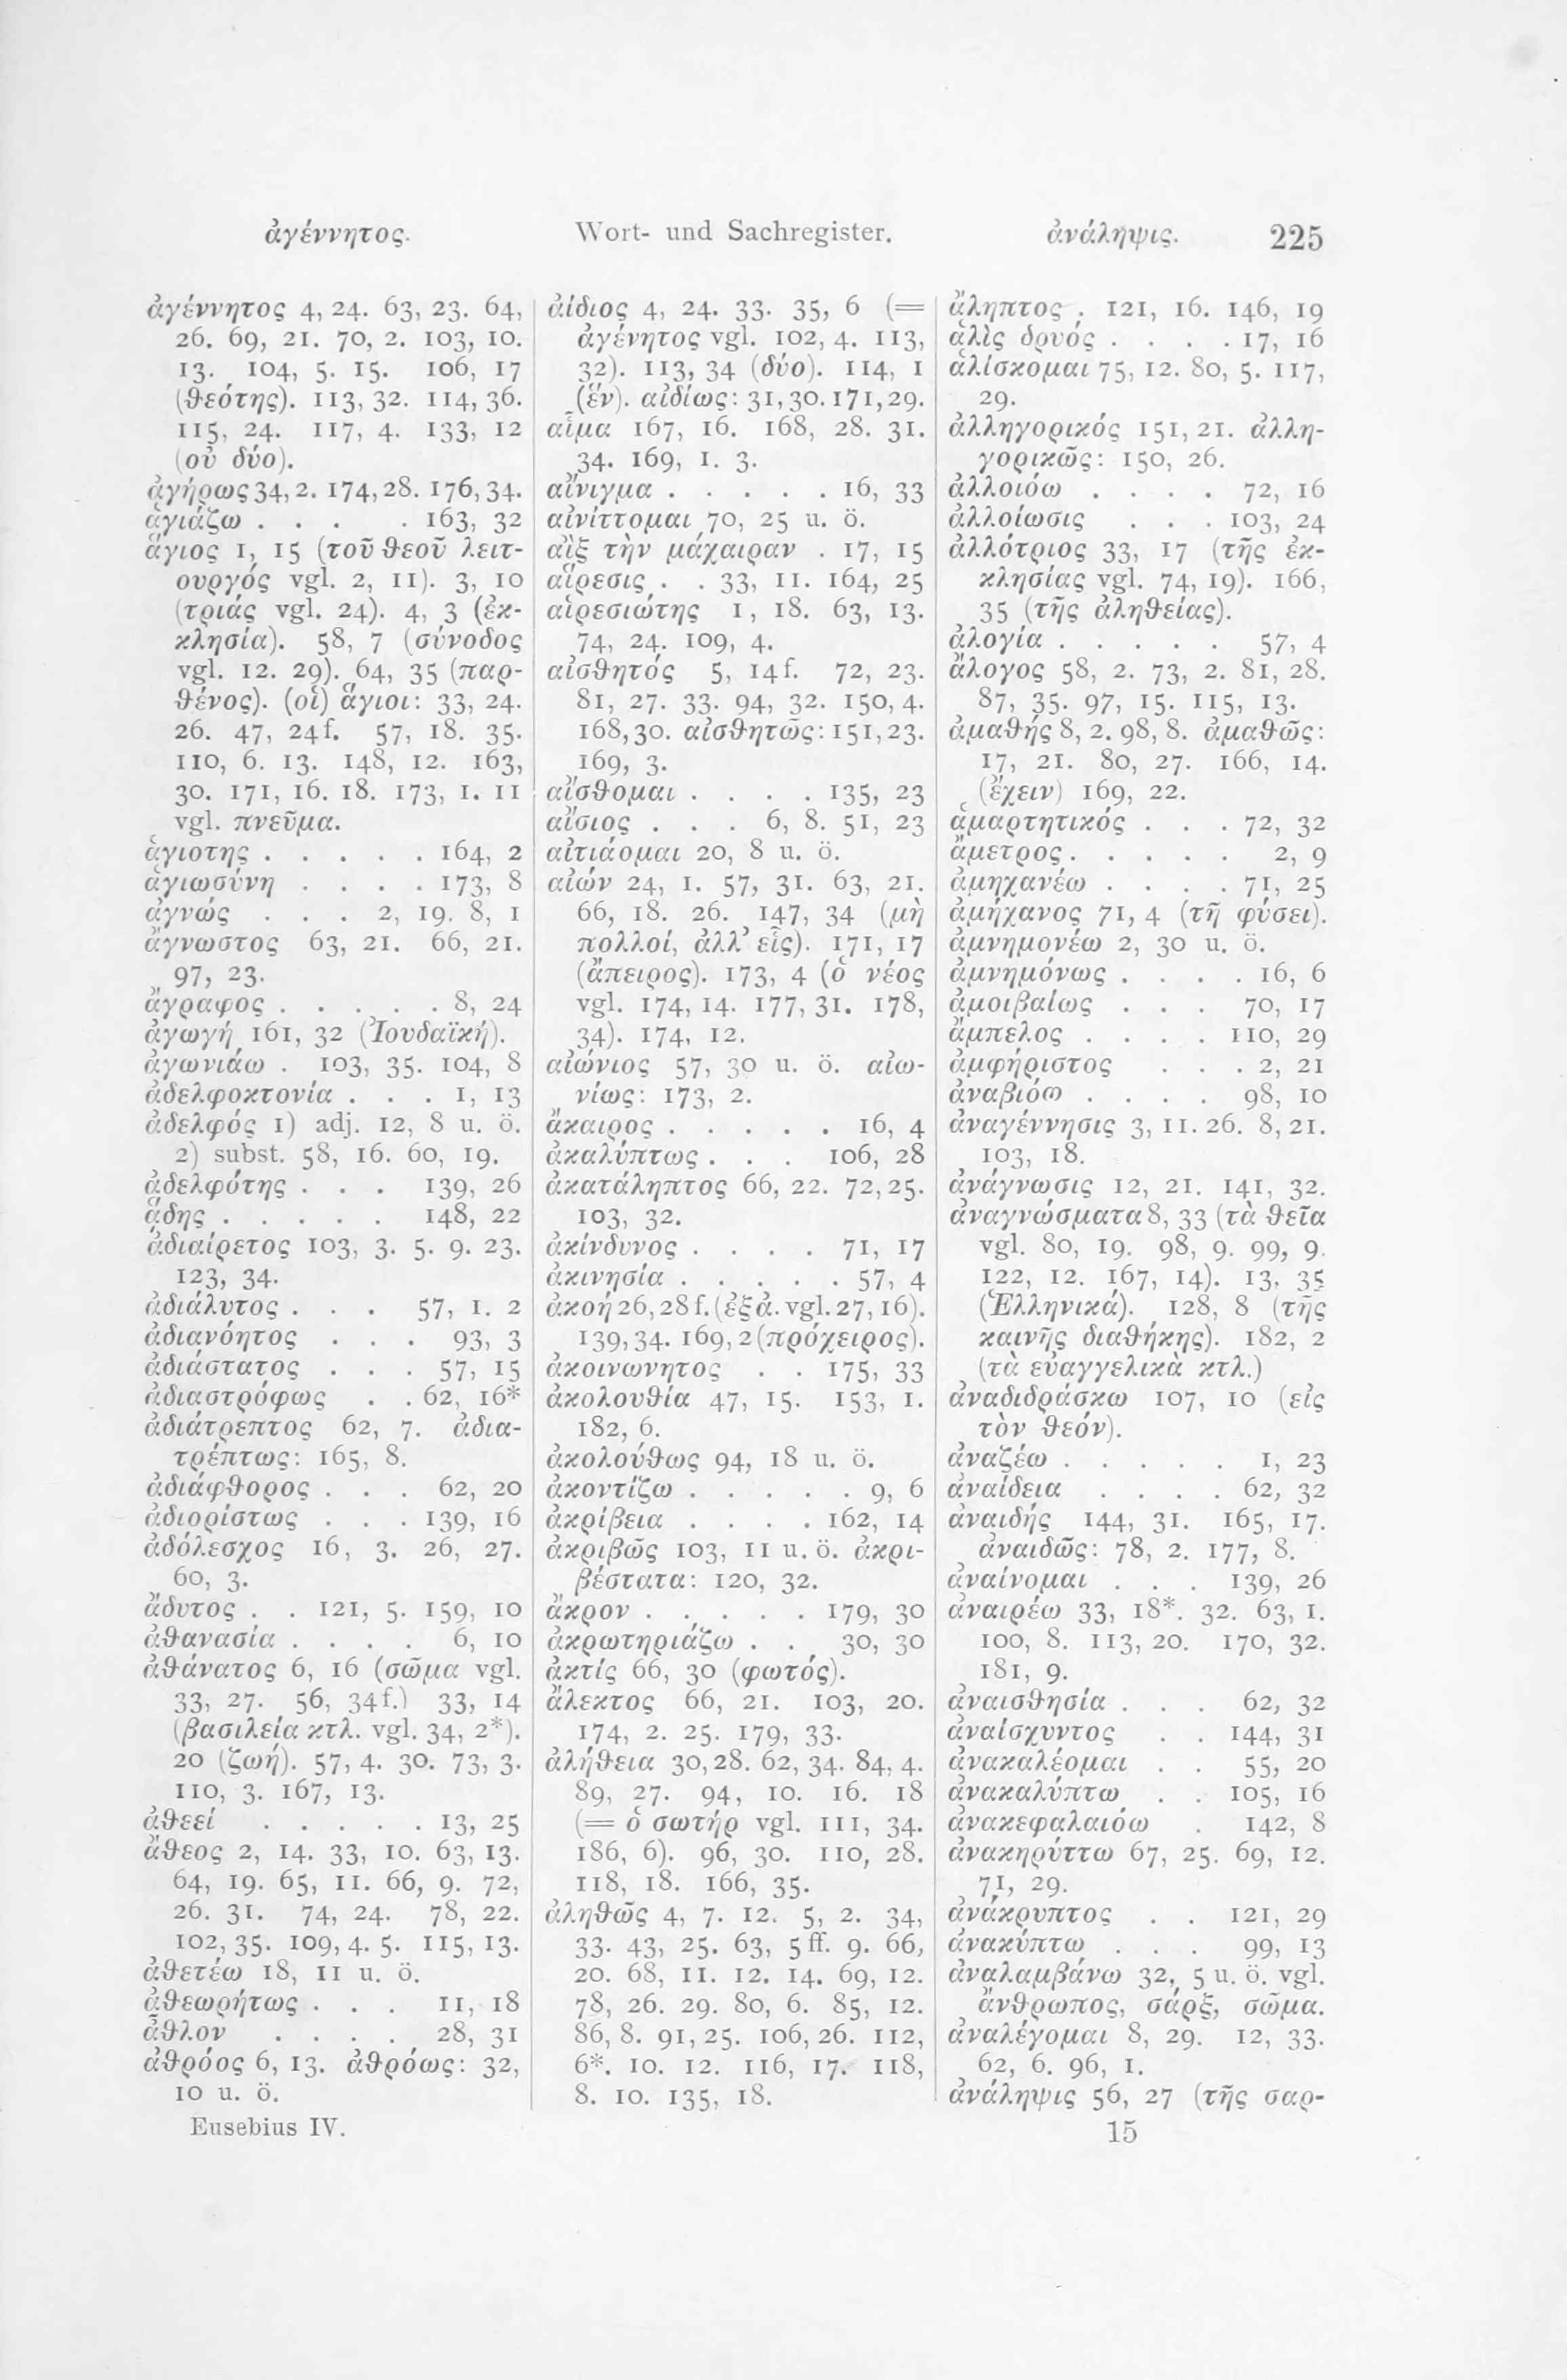 ἀγέννητος. Wort- und Sachregister. ἀνάληψις. 225
ἀγέννητος 4, 24. 63, 23. 64,
26. 69, 21. 70, 2. 103, 10.
13. 104, 5. 15. 106, 17
(θεότης). 113, 32. 114, 36.
115, 24. 117, 4. 133, 12
(οὐ δύο).
ἀγήρως 34, 2. 174, 28. 176, 34.
ἁγιάζω . . . . 163, 32
ἅγιος 1, 15 (τοῦ θεοῦ λειτ-
ουργός vgl. 2, 11). 3, 10
(τριάς vgl. 24). 4, 3 (ἐκ-
κλησία). 58, 7 (σύνοδος
vgl. 12. 29). 64, 35 (παρ-
θένος). (οἱ) ἅγιοι: 33, 24.
26. 47, 24f. 57, 18. 35.
110, 6. 13. 148, 12. 163,
30. 171, 16. 18. 173, 1. 11
vgl. πνεῦμα.
ἁγιοτης . . . . . 164, 2
ἁγιωσύνη . . . . 173, 8
ἀγνώς . . . 2, 19. 8, 1
ἄγνωστος 63, 21. 66, 21.
97, 23.
ἄγραφος . . . . . 8, 24
ἀγωγή 161, 32 (Ἰουδαϊκή).
ἀγωνιάω . 103, 35. 104, 8
ἀδελφοκτονία . . . 1, 13
ἀδελφός 1) adj. 12, 8 u. ö.
2) subst. 58, 16. 60, 19.
ἀδελφότης . . . 139, 26
ᾅδης . . . . . 148, 22
ἀδιαίρετος 103, 3. 5. 9. 23.
123, 34.
ἀδιάλυτος . . . 57, 1. 2
ἀδιανόητος . . . 93, 3
ἀδιάστατος . . . 57, 15
ἀδιαστρόφως . . 62, 16*
ἀδιάτρεπτος 62, 7. ἀδια-
τρέπτως: 165, 8.
ἀδιάφθορος . . . 62, 20
ἀδιορίστως . . . 139, 16
ἀδόλεσχος 16, 3. 26, 27.
60, 3.
ἄδυτος . . 121, 5. 159, 10
ἀθανασία . . . . 6, 10
ἀθάνατος 6, 16 (σῶμα vgl.
33, 27. 56, 34f.) 33, 14
(βασιλεία κτλ. vgl. 34, 2*).
20 (ζωή). 57, 4. 30. 73, 3.
110, 3. 167, 13.
ἀθεεί . . . . . 13, 25
ἄθεος 2, 14. 33, 10. 63, 13.
64, 19. 65, 11. 66, 9. 72,
26. 31. 74, 24. 78, 22.
102, 35. 109, 4. 5. 115, 13.
ἀθετέω 18, 11 u. ö.
ἀθεωρήτως . . . 11, 18
ἆθλον . . . . 28, 31
ἀθρόος 6, 13. ἀθρόως: 32,
10 u. ö.
Eusebius IV.
ἀίδιος 4, 24. 33. 35, 6 (=
ἀγένητος vgl. 102, 4. 113,
32). 113, 34 (δύο). 114, 1
(ἕν). αἰδίως: 31, 30. 171, 29.
αἷμα 167, 16. 168, 28. 31.
34. 169, 1. 3.
αἴνιγμα . . . . . 16, 33
αἰνίττομαι 70, 25 u. ö.
αἲξ τὴν μάχαιραν . 17, 15
αἵρεσις . . 33, 11. 164, 25
αἱρεσιώτης 1, 18. 63, 13.
74, 24. 109, 4.
αἰσθητός 5, 14f. 72, 23.
81, 27. 33. 94, 32. 150, 4.
168, 30. αἰσθητῶς: 151, 23.
169, 3.
αἴσθομαι . . . . 135, 23
αἴσιος . . . 6, 8. 51, 23
αἰτιάομαι 20, 8 u. ö.
αἰών 24, 1. 57, 31. 63, 21.
66, 18. 26. 147, 34 (μὴ
πολλοί, ἀλλ' εἷς). 171, 17
(ἄπειρος). 173, 4 (ὁ νέος
vgl. 174, 14. 177, 31. 178,
34). 174, 12.
αἰώνιος 57, 30 u. ö. αἰω-
νίως: 173, 2.
ἄκαιρος . . . . . 16, 4
ἀκαλύπτως . . . 106, 28
ἀκατάληπτος 66, 22. 72, 25.
103, 32.
ἀκίνδυνος . . . . 71, 17
ἀκινησία . . . . . 57, 4
ἀκοή 26, 28 f. (ἐξ ἀ. vgl. 27, 16).
139, 34. 169, 2 (πρόχειρος).
ἀκοινωνητος . . 175, 33
ἀκολουθία 47, 15. 153, 1.
182, 6.
ἀκολούθως 94, 18 u. ö.
ἀκοντίζω . . . . . 9, 6
ἀκρίβεια . . . . 162, 14
ἀκριβῶς 103, 11 u. ö. ἀκρι-
βέστατα: 120, 32.
ἄκρον . . . . . 179, 30
ἀκρωτηριάζω . . 30, 30
ἀκτίς 66, 30 (φωτός).
ἄλεκτος 66, 21. 103, 20.
174, 2. 25. 179, 33.
ἀλήθεια 30, 28. 62, 34. 84, 4.
89, 27. 94, 10. 16. 18
(= ὁ σωτήρ vgl. 111, 34.
186, 6). 96, 30. 110, 28.
118, 18. 166, 35.
ἀληθῶς 4, 7. 12. 5, 2. 34,
33. 43, 25. 63, 5 ff. 9. 66,
20. 68, 11. 12. 14. 69, 12.
78, 26. 29. 80, 6. 85, 12.
86, 8. 91, 25. 106, 26. 112,
6*. 10. 12. 116, 17. 118,
8. 10. 135, 18.
ἄληπτος . 121, 16. 146, 19
ἁλὶς δρυός . . . . 17, 16
ἁλίσκομαι 75, 12. 80, 5. 117,
29.
ἀλληγορικός 151, 21. ἀλλη-
γορικῶς: 150, 26.
ἀλλοιόω . . . . 72, 16
ἀλλοίωσις . . . 103, 24
ἀλλότριος 33, 17 (τῆς ἐκ-
κλησίας vgl. 74, 19). 166,
35 (τῆς ἀληθείας).
ἀλογία . . . . . 57, 4
ἄλογος 58, 2. 73, 2. 81, 28.
87, 35. 97, 15. 115, 13.
ἀμαθής 8, 2. 98, 8. ἀμαθῶς:
17, 21. 80, 27. 166, 14.
(ἔχειν) 169, 22.
ἁμαρτητικός . . . 72, 32
ἄμετρος . . . . . 2, 9
ἀμηχανέω . . . . 71, 25
ἀμήχανος 71, 4 (τῇ φύσει).
ἀμνημονέω 2, 30 u. ö.
ἀμνημόνως . . . . 16, 6
ἀμοιβαίως . . . 70, 17
ἄμπελος . . . . 110, 29
ἀμφήριστος . . . 2, 21
ἀναβιόω . . . . 98, 10
ἀναγέννησις 3, 11. 26. 8, 21.
103, 18.
ἀνάγνωσις 12, 21. 141, 32.
ἀναγνώσματα 8, 33 (τὰ θεῖα
vgl. 80, 19. 98, 9. 99, 9.
122, 12. 167, 14). 13, 35
(Ἑλληνικά). 128, 8 (τῆς
καινῆς διαθήκης). 182, 2
(τὰ εὐαγγελικὰ κτλ.)
ἀναδιδράσκω 107, 10 (εἰς
τὸν θεόν).
ἀναζέω . . . . . 1, 23
ἀναίδεια . . . . 62, 32
ἀναιδής 144, 31. 165, 17.
ἀναιδῶς: 78, 2. 177, 8.
ἀναίνομαι . . . 139, 26
ἀναιρέω 33, 18*. 32. 63, 1.
100, 8. 113, 20. 170, 32.
181, 9.
ἀναισθησία . . . 62, 32
ἀναίσχυντος . . 144, 31
ἀνακαλέομαι . . 55, 20
ἀνακαλύπτω . . 105, 16
ἀνακεφαλαιόω . 142, 8
ἀνακηρύττω 67, 25. 69, 12.
71, 29.
ἀνάκρυπτος . . 121, 29
ἀνακύπτω . . . 99, 13
ἀναλαμβάνω 32, 5 u. ö. vgl.
ἄνθρωπος, σάρξ, σῶμα.
ἀναλέγομαι 8, 29. 12, 33.
62, 6. 96, 1.
ἀνάληψις 56, 27 (τῆς σαρ-
15